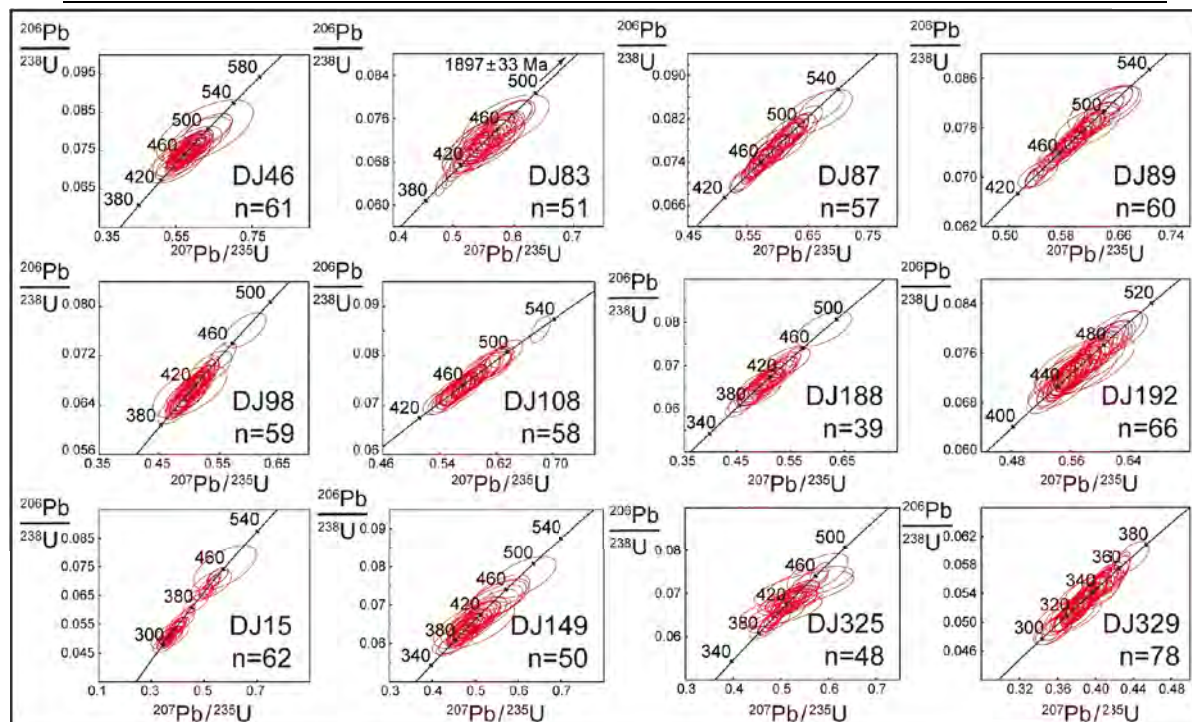 206Pb
238U
0.095
0.085
0.075
0.065
580
540
500
460
420
380
DJ46
n=61
0.35
0.55
0.75
207Pb/235U
206Pb
238U
0.084
0.076
0.068
0.060
1897±33 Ma
500
460
420
380
DJ83
n=51
0.4
0.5
0.6
0.7
207Pb/235U
206Pb
238U
0.090
0.082
0.074
0.066
540
500
460
420
DJ87
n=57
0.45
0.55
0.65
0.75
207Pb/235U
206Pb
238U
0.086
0.078
0.070
0.062
540
500
460
420
DJ89
n=60
0.50
0.58
0.66
0.74
207Pb/235U
206Pb
238U
0.080
0.072
0.064
0.056
500
460
420
380
DJ98
n=59
0.35
0.45
0.55
0.65
207Pb/235U
206Pb
238U
0.09
0.08
0.07
0.06
540
500
460
420
DJ108
n=58
0.46
0.54
0.62
0.70
207Pb/235U
206Pb
238U
0.08
0.07
0.06
500
460
420
380
340
DJ188
n=39
0.35
0.45
0.55
0.65
207Pb/235U
206Pb
238U
0.084
0.076
0.068
0.060
520
480
440
400
DJ192
n=66
0.48
0.56
0.64
207Pb/235U
206Pb
238U
0.085
0.075
0.065
0.055
0.045
540
460
380
300
DJ15
n=62
0.1
0.3
0.5
0.7
207Pb/235U
206Pb
238U
0.09
0.08
0.07
0.06
540
500
460
420
380
340
DJ149
n=50
0.3
0.4
0.5
0.6
0.7
207Pb/235U
206Pb
238U
0.08
0.07
0.06
500
460
420
380
340
DJ325
n=48
0.3
0.4
0.5
0.6
0.7
207Pb/235U
206Pb
238U
0.062
0.058
0.054
0.050
0.046
380
360
340
320
300
DJ329
n=78
0.32
0.36
0.40
0.44
0.48
207Pb/235U